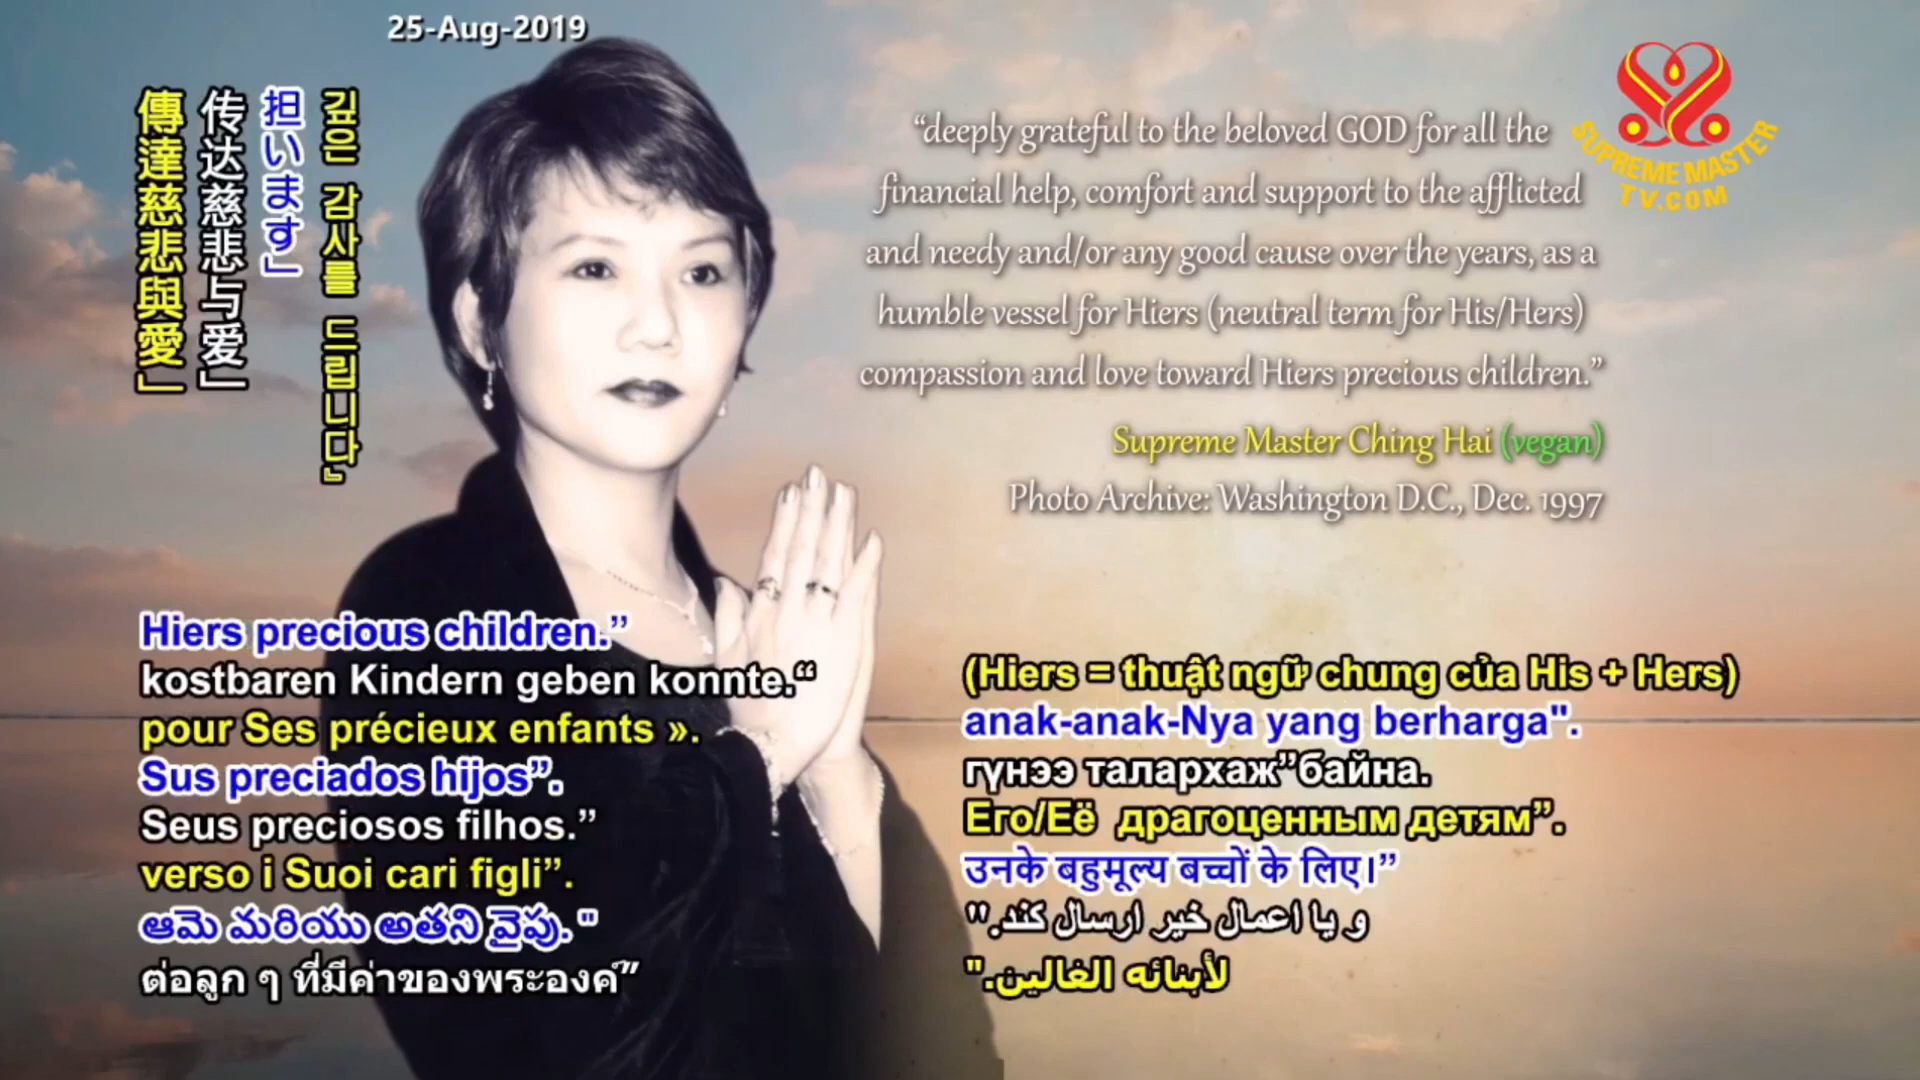 25-Aug-2019
傳達慈悲與愛」
传达慈悲与爱」
担います」
깊은 감사를 드립니다』
“deeply grateful to the beloved GOD for all the
financial help, comfort and support to the afflicted
and needy and/or any good cause over the years, as a
humble vessel for Hiers (neutral term for His/Hers)
compassion and love toward Hiers precious children.”
Supreme Master Ching Hai (vegan)
Photo Archive: Washington D.C., Dec. 1997
SUPREME MASTER
TV.COM
Hiers precious children.”
kostbaren Kindern geben konnte.“
pour Ses précieux enfants ».
Sus preciados hijos”.
Seus preciosos filhos.”
verso i Suoi cari figli”.
ఆమె మరియు అతని వైపు."
ต่อลูก ๆ ที่มีค่าของพระองค์”
(Hiers = thuật ngữ chung của His + Hers)
anak-anak-Nya yang berharga".
гүнээ талархаж”байна.
Его/Её драгоценным детям”.
उनके बहुमूल्य बच्चों के लिए।”
و یا اعمال خیر ارسال کند."
لأبنائه الغالين."